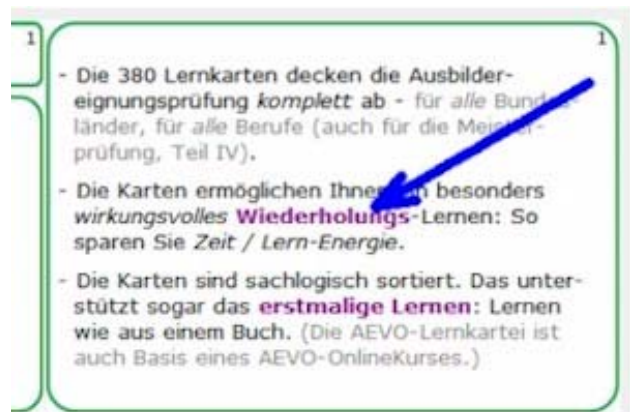 1
1
- Die 380 Lernkarten decken die Ausbilder-
eignungsprüfung komplett ab - für alle Bundes-
länder, für alle Berufe (auch für die Meister-
prüfung, Teil IV).
- Die Karten ermöglichen Ihnen ein besonders
wirkungsvolles Wiederholungs-Lernen: So
sparen Sie Zeit / Lern-Energie.
- Die Karten sind sachlogisch sortiert. Das unter-
stützt sogar das erstmalige Lernen: Lernen
wie aus einem Buch. (Die AEVO-Lernkartei ist
auch Basis eines AEVO-OnlineKurses.)